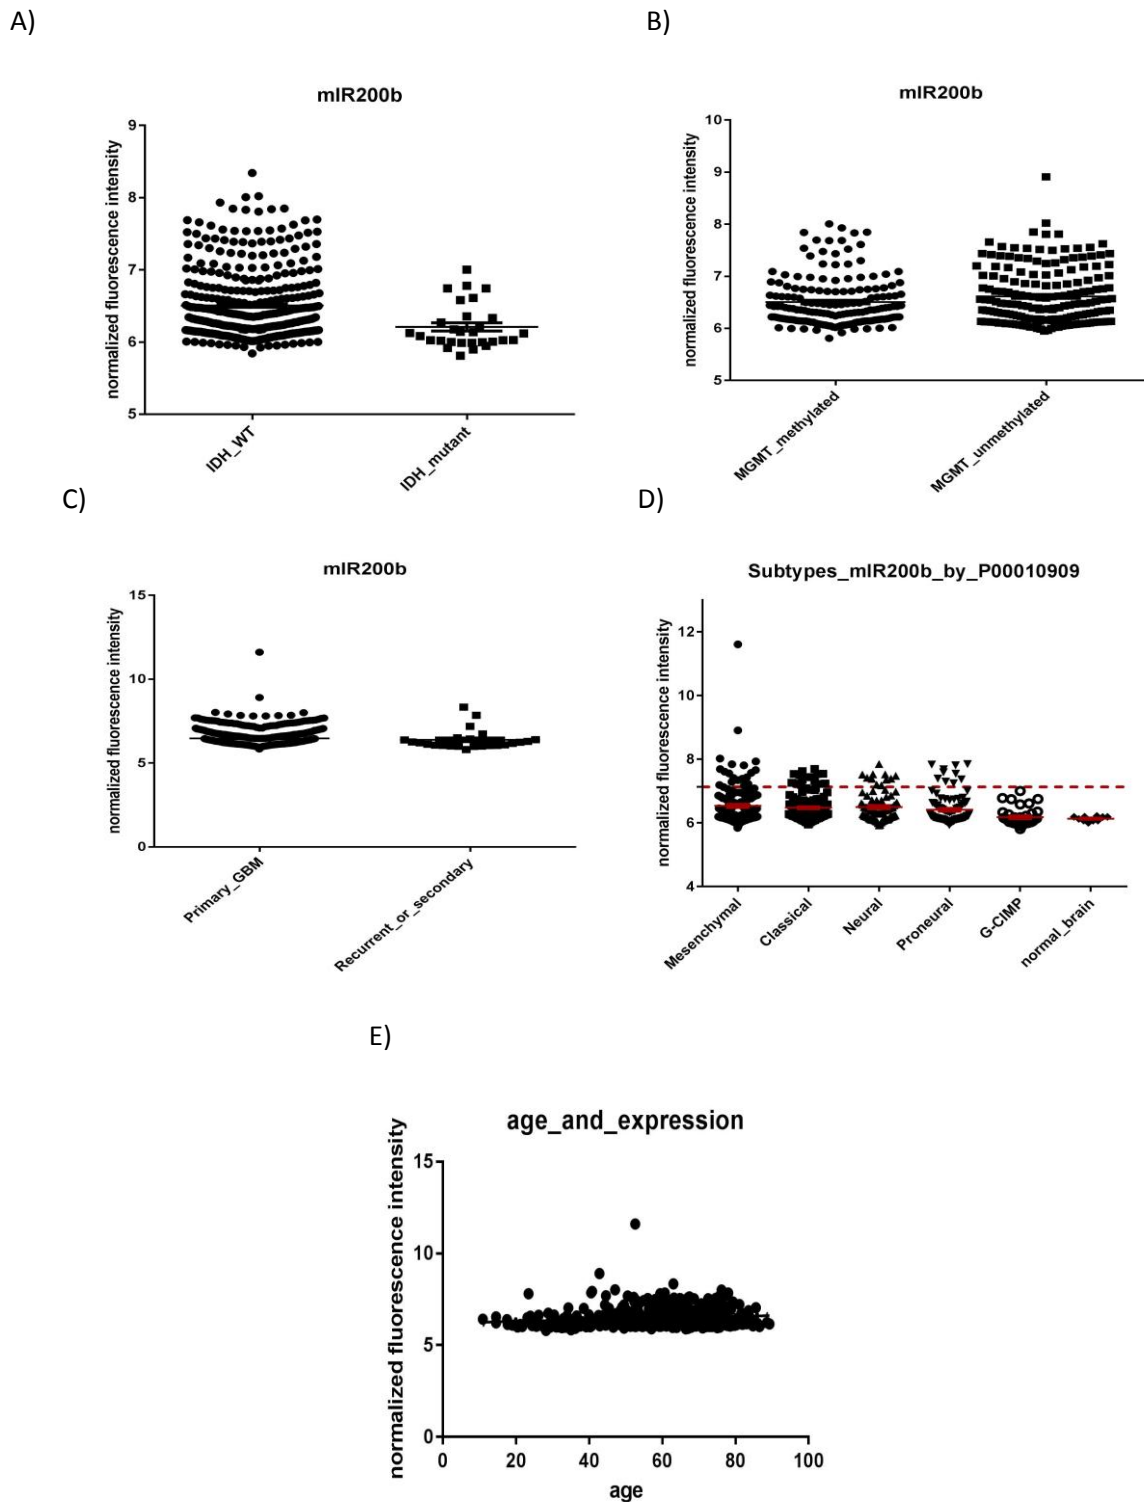 A)
B)
mIR200b
normalized fluorescence intensity
9
8
7
6
5
IDH_WT
IDH_mutant
mIR200b
normalized fluorescence intensity
10
9
8
7
6
5
MGMT_methylated
MGMT_unmethylated
C)
D)
mIR200b
normalized fluorescence intensity
15
10
5
0
Primary_GBM
Recurrent_or_secondary
Subtypes_mIR200b_by_P00010909
normalized fluorescence intensity
12
10
8
6
4
Mesenchymal
Classical
Neural
Proneural
G-CIMP
normal_brain
E)
age_and_expression
normalized fluorescence intensity
15
10
5
0
0 20 40 60 80 100
age